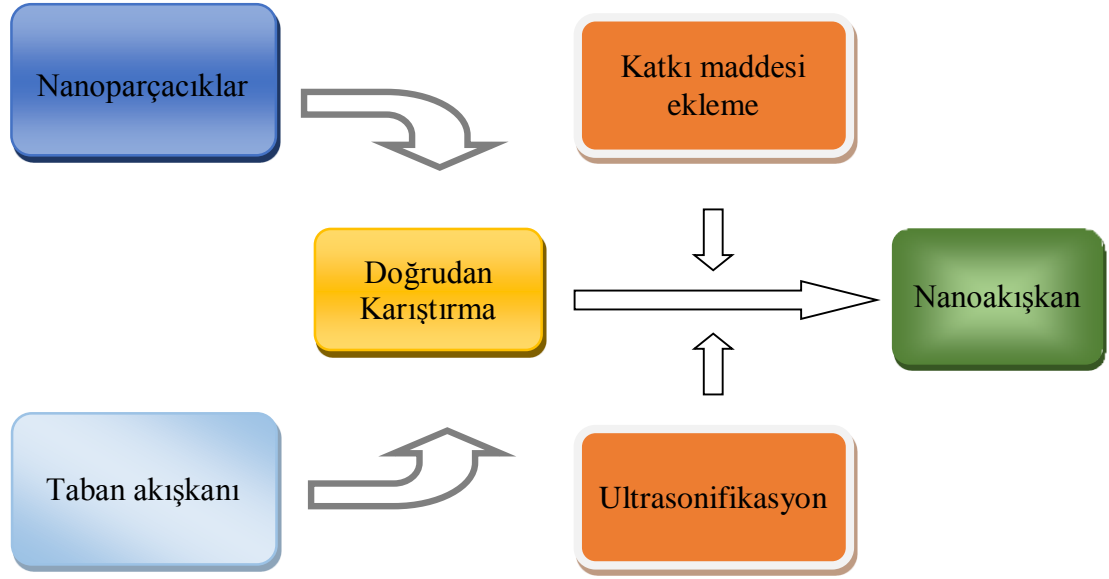 Nanoparçacıklar
Katkı maddesi
ekleme
Doğrudan
Karıştırma
Nanoakışkan
Taban akışkanı
Ultrasonifikasyon